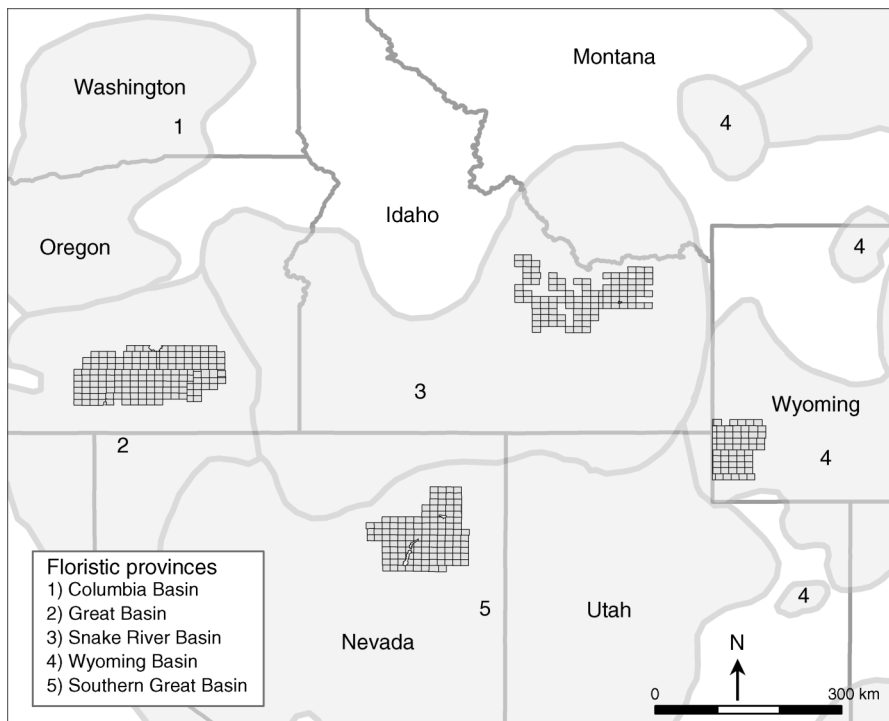 Montana
Washington
1
4
Idaho
Oregon
4
3
Wyoming
2
4
Floristic provinces
1) Columbia Basin
2) Great Basin
3) Snake River Basin
4) Wyoming Basin
5) Southern Great Basin
5
Utah
4
Nevada
N
0 300 km